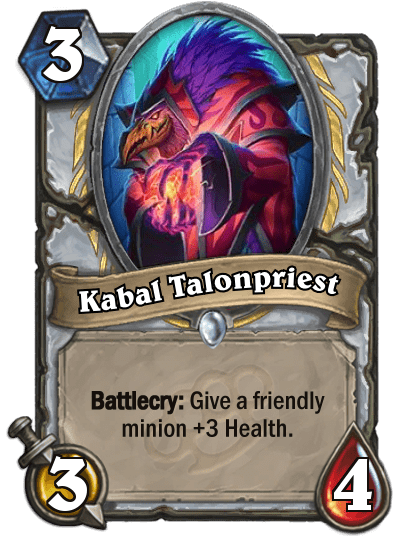 3
Kabal Talonpriest
Battlecry: Give a friendly
minion +3 Health.
3
4